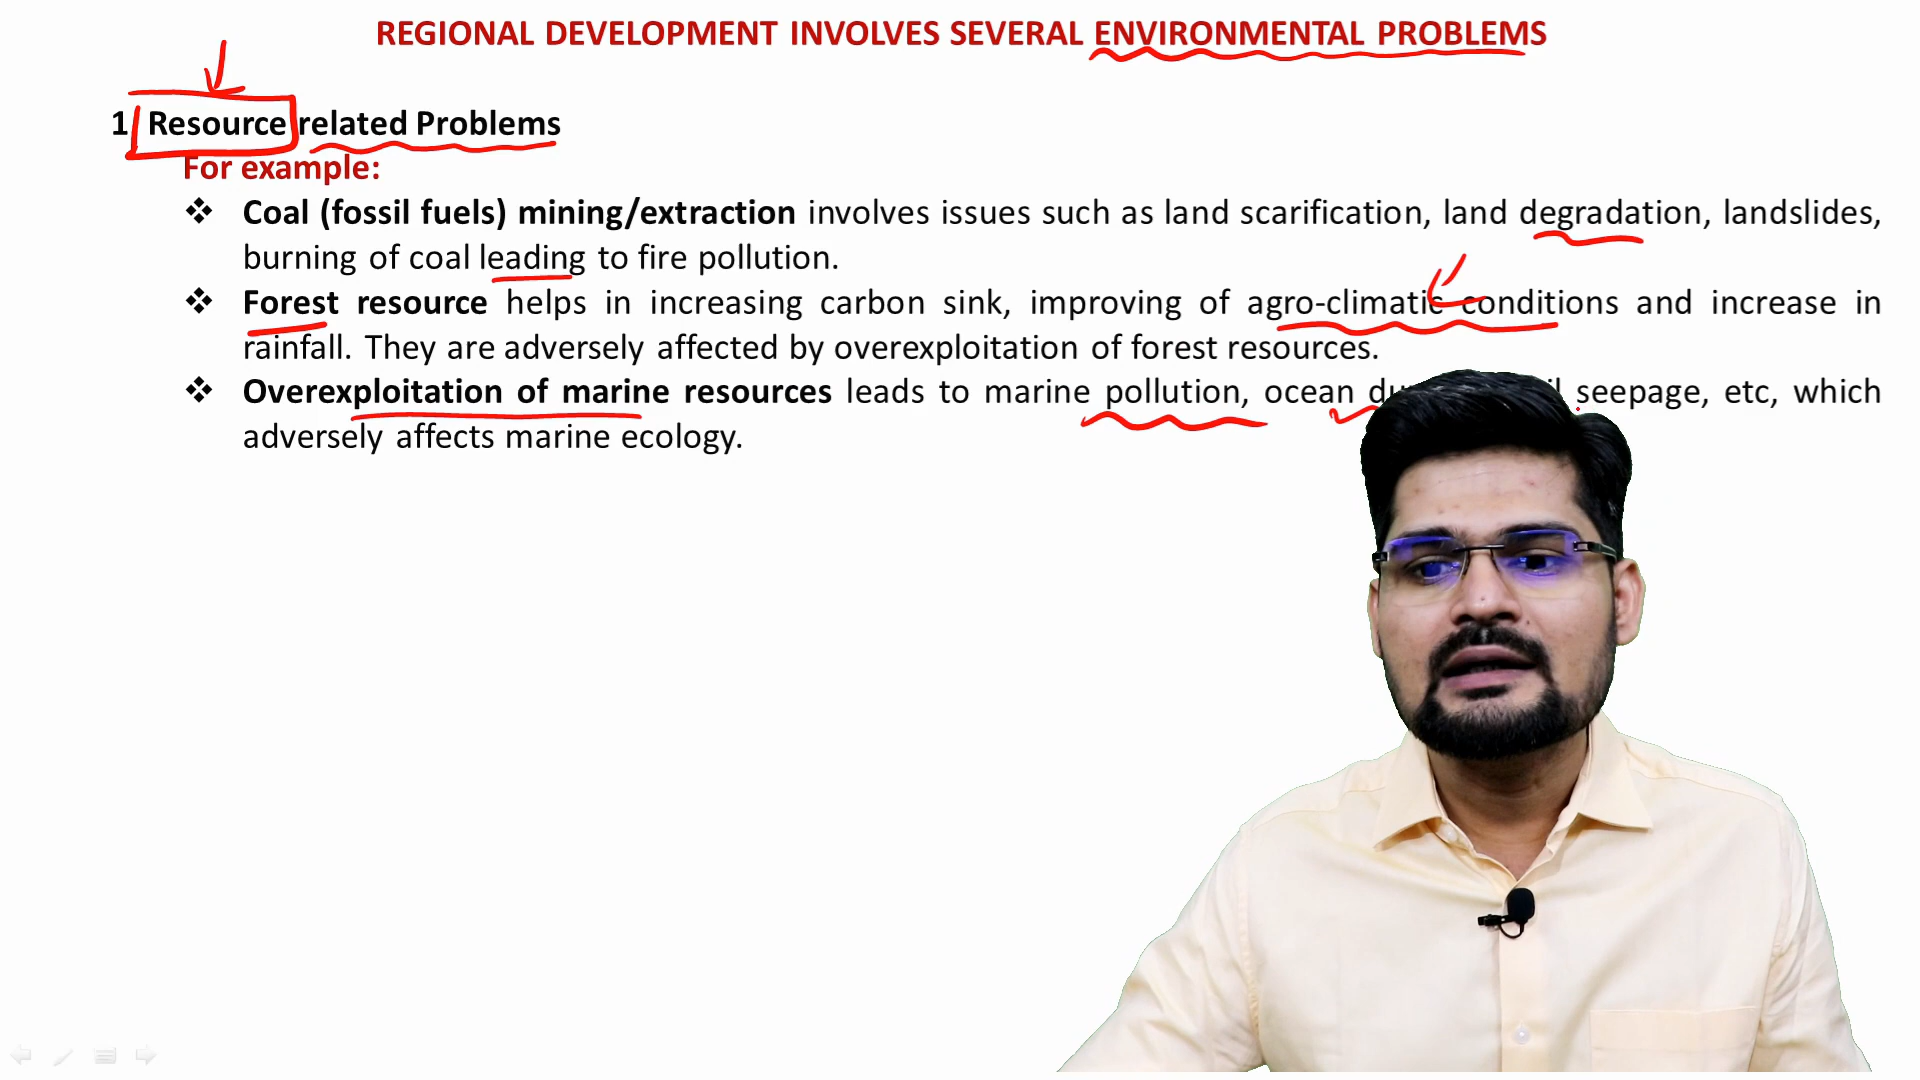 REGIONAL DEVELOPMENT INVOLVES SEVERAL ENVIRONMENTAL PROBLEMS
1 Resource related Problems
For example:
❖ Coal (fossil fuels) mining/extraction involves issues such as land scarification, land degradation, landslides,
burning of coal leading to fire pollution.
❖ Forest resource helps in increasing carbon sink, improving of agro-climatic conditions and increase in
rainfall. They are adversely affected by overexploitation of forest resources.
❖ Overexploitation of marine resources leads to marine pollution, ocean seepage, etc, which
adversely affects marine ecology.